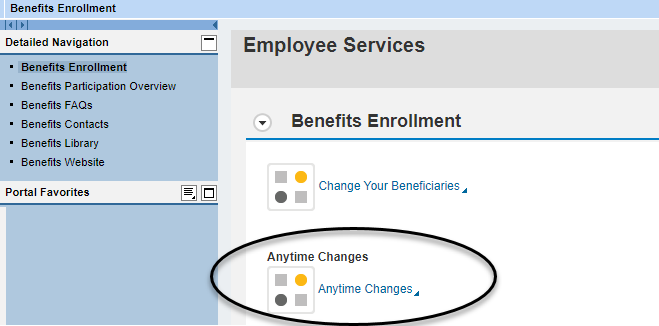 Benefits Enrollment
Detailed Navigation
Benefits Enrollment
Benefits Participation Overview
Benefits FAQs
Benefits Contacts
Benefits Library
Benefits Website
Portal Favorites
Employee Services
Benefits Enrollment
Change Your Beneficiaries
Anytime Changes
Anytime Changes